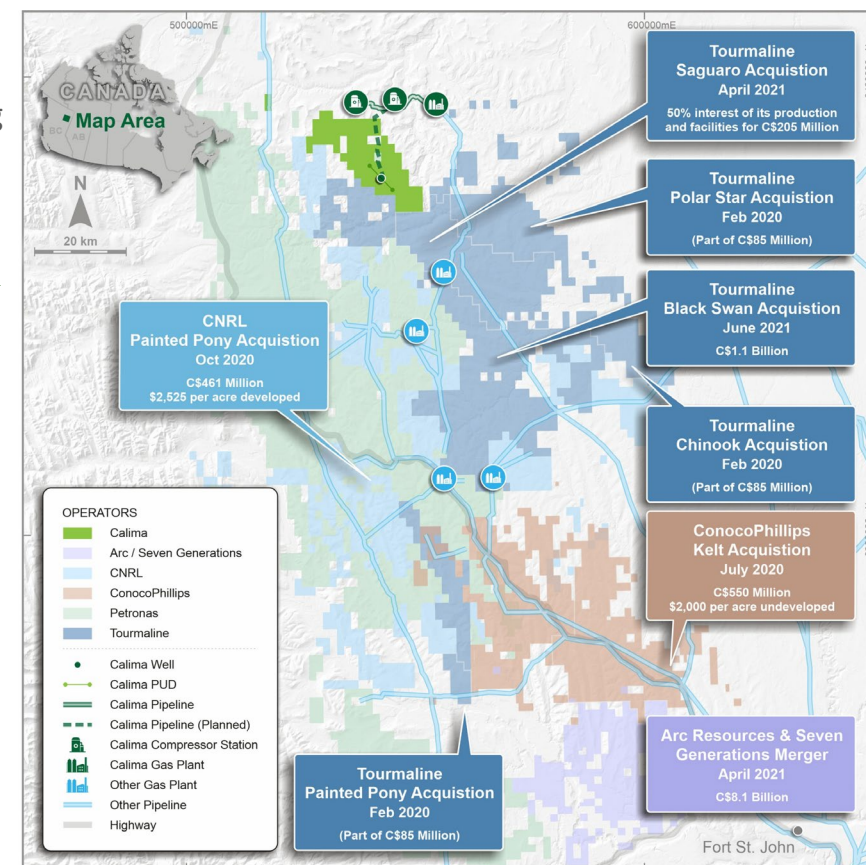 500000mE
600000mE
CANADA
BC AB
Map Area
N
20 km
Tourmaline
Saguaro Acquistion
April 2021
50% interest of its production
and facilities for C$205 Million
Tourmaline
Polar Star Acquistion
Feb 2020
(Part of C$85 Million)
Tourmaline
Black Swan Acquistion
June 2021
C$1.1 Billion
CNRL
Painted Pony Acquistion
Oct 2020
C$461 Million
$2,525 per acre developed
Tourmaline
Chinook Acquistion
Feb 2020
(Part of C$85 Million)
ConocoPhillips
Kelt Acquistion
July 2020
C$550 Million
$2,000 per acre undeveloped
OPERATORS
Calima
Arc / Seven Generations
CNRL
ConocoPhillips
Petronas
Tourmaline
Calima Well
Calima PUD
Calima Pipeline
Calima Pipeline (Planned)
Calima Compressor Station
Calima Gas Plant
Other Gas Plant
Other Pipeline
Highway
Arc Resources & Seven
Generations Merger
April 2021
C$8.1 Billion
Tourmaline
Painted Pony Acquistion
Feb 2020
(Part of C$85 Million)
Fort St. John